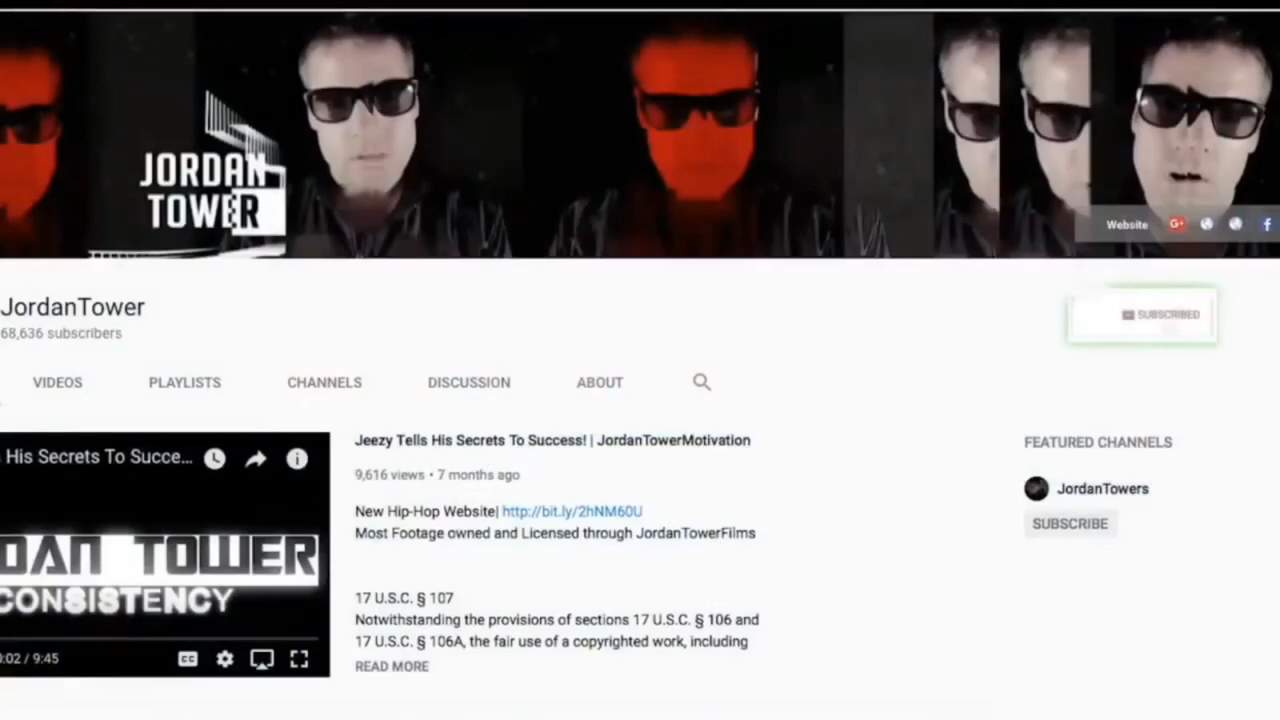 JORDAN
TOWER
Website
JordanTower
68,636 subscribers
SUBSCRIBED
VIDEOS
PLAYLISTS
CHANNELS
DISCUSSION
ABOUT
His Secrets To Succe...
DAN TOWER
CONSISTENCY
0:02 / 9:45
Jeezy Tells His Secrets To Success! | JordanTowerMotivation
9,616 views • 7 months ago
New Hip-Hop Website| http://bit.ly/2hNM60U
Most Footage owned and Licensed through JordanTowerFilms
17 U.S.C. § 107
Notwithstanding the provisions of sections 17 U.S.C. § 106 and
17 U.S.C. § 106A, the fair use of a copyrighted work, including
READ MORE
FEATURED CHANNELS
JordanTowers
SUBSCRIBE